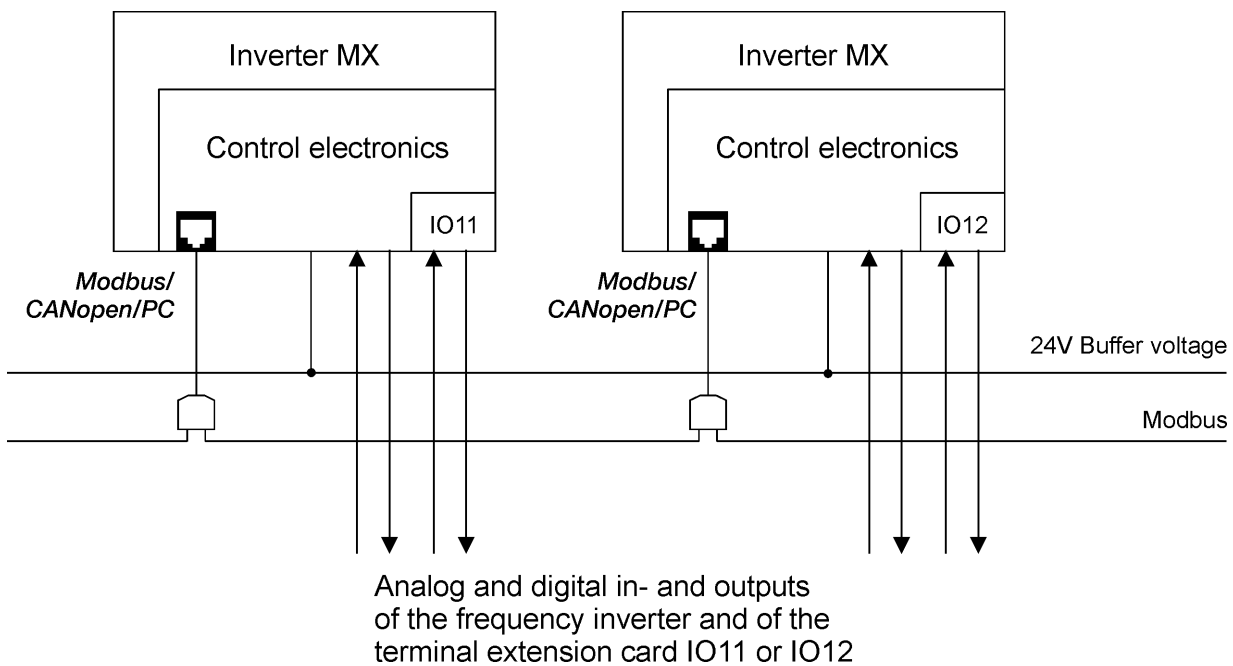 Inverter MX
Control electronics
IO11
Modbus/
CANopen/PC
Inverter MX
Control electronics
IO12
Modbus/
CANopen/PC
24V Buffer voltage
Modbus
Analog and digital in- and outputs
of the frequency inverter and of the
terminal extension card IO11 or IO12